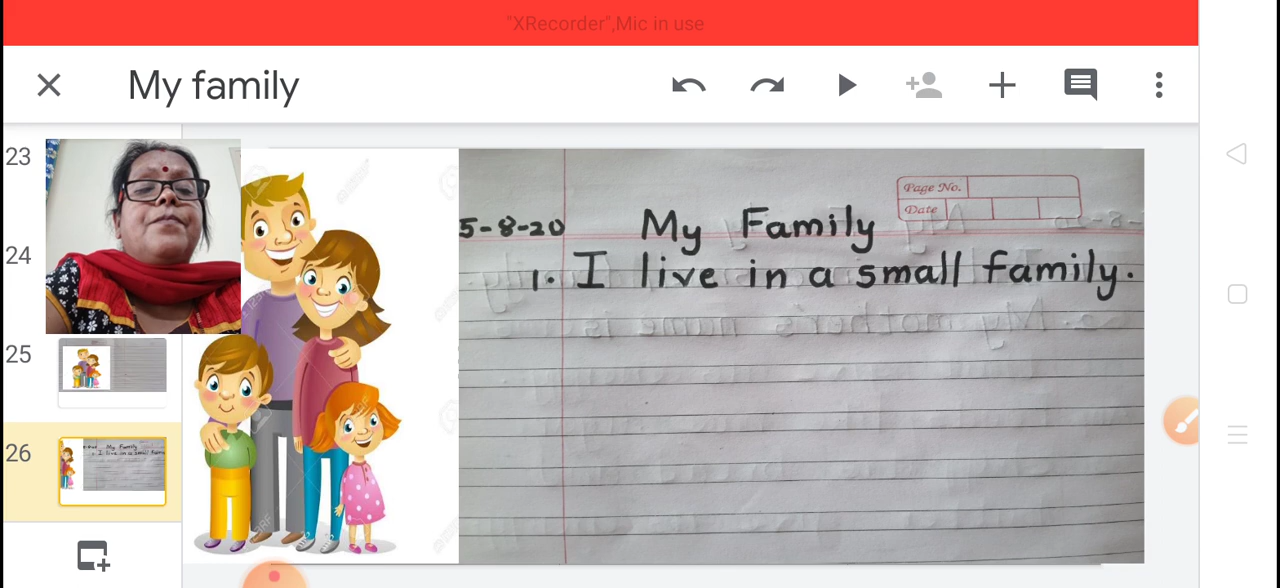 "XRecorder",Mic in use
My family
23
24
25
26
Page No.
Date
5-8-20 My Family
1. I live in a small family.